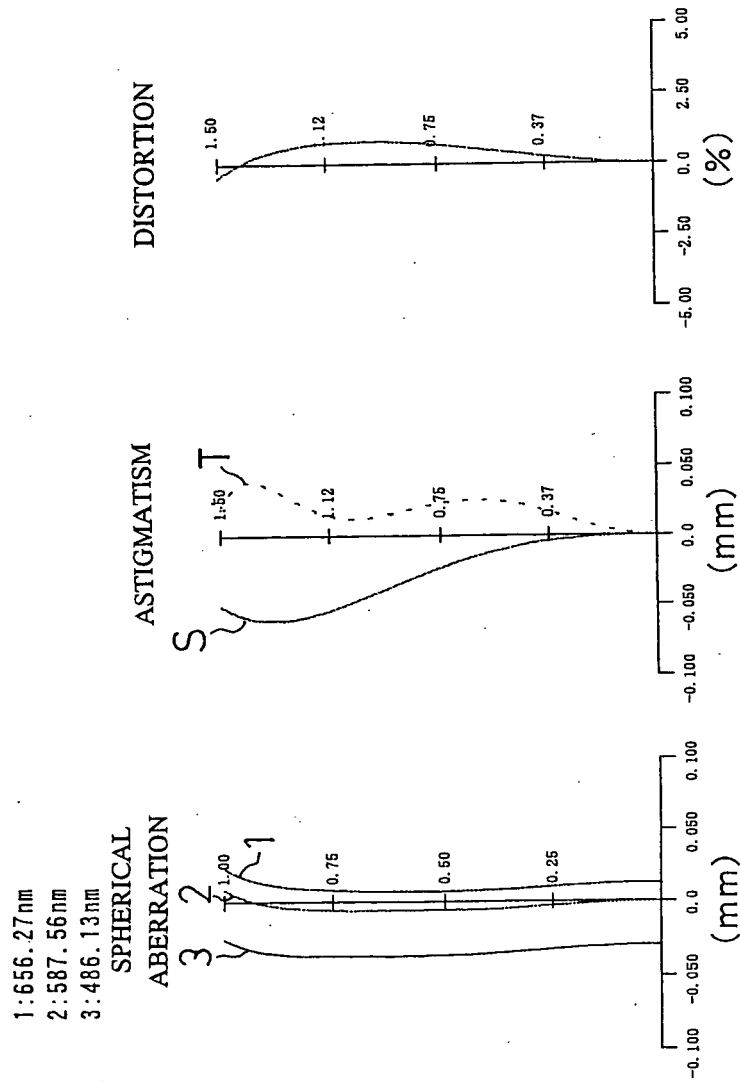 1:656.27nm
2:587.56nm
3:486.13nm
SPHERICAL
ABERRATION
3 2 1
1.00
0.75
0.50
0.25
-0.100 -0.050 0.0 0.050 0.100
(mm)
ASTIGMATISM
S T
1.50
1.12
0.75
0.37
-0.100 -0.050 0.0 0.050 0.100
(mm)
DISTORTION
1.50
1.12
0.75
0.37
-5.00 -2.50 0.0 2.50 5.00
(%)